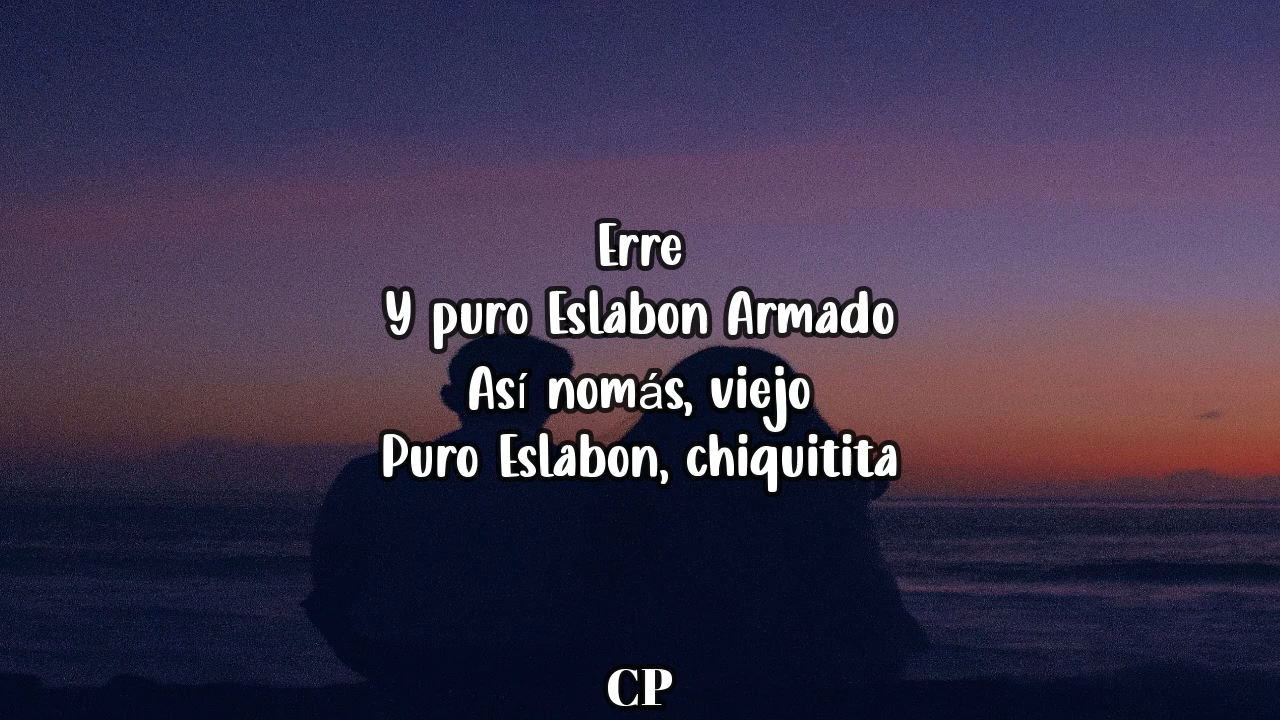 Erre
Y puro Eslabon Armado
Así nomás, viejo
Puro Eslabon, chiquitita
CP